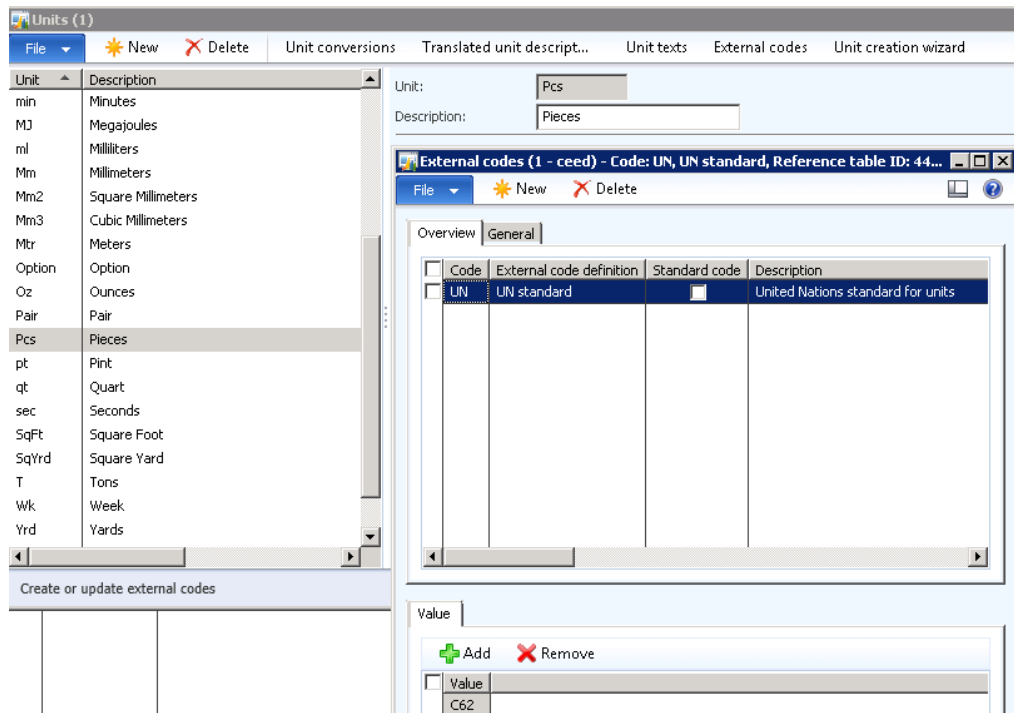 Units (1)
File New Delete Unit conversions Translated unit descript... Unit texts External codes Unit creation wizard
Unit Description
min Minutes
MJ Megajoules
ml Milliliters
Mm Millimeters
Mm2 Square Millimeters
Mm3 Cubic Millimeters
Mtr Meters
Option Option
Oz Ounces
Pair Pair
Pcs Pieces
pt Pint
qt Quart
sec Seconds
SqFt Square Foot
SqYrd Square Yard
T Tons
Wk Week
Yrd Yards
Create or update external codes
Unit: Pcs
Description: Pieces
External codes (1 - ceed) - Code: UN, UN standard, Reference table ID: 44...
File New Delete
Overview General
Code External code definition Standard code Description
UN UN standard United Nations standard for units
Value
Add Remove
Value
C62